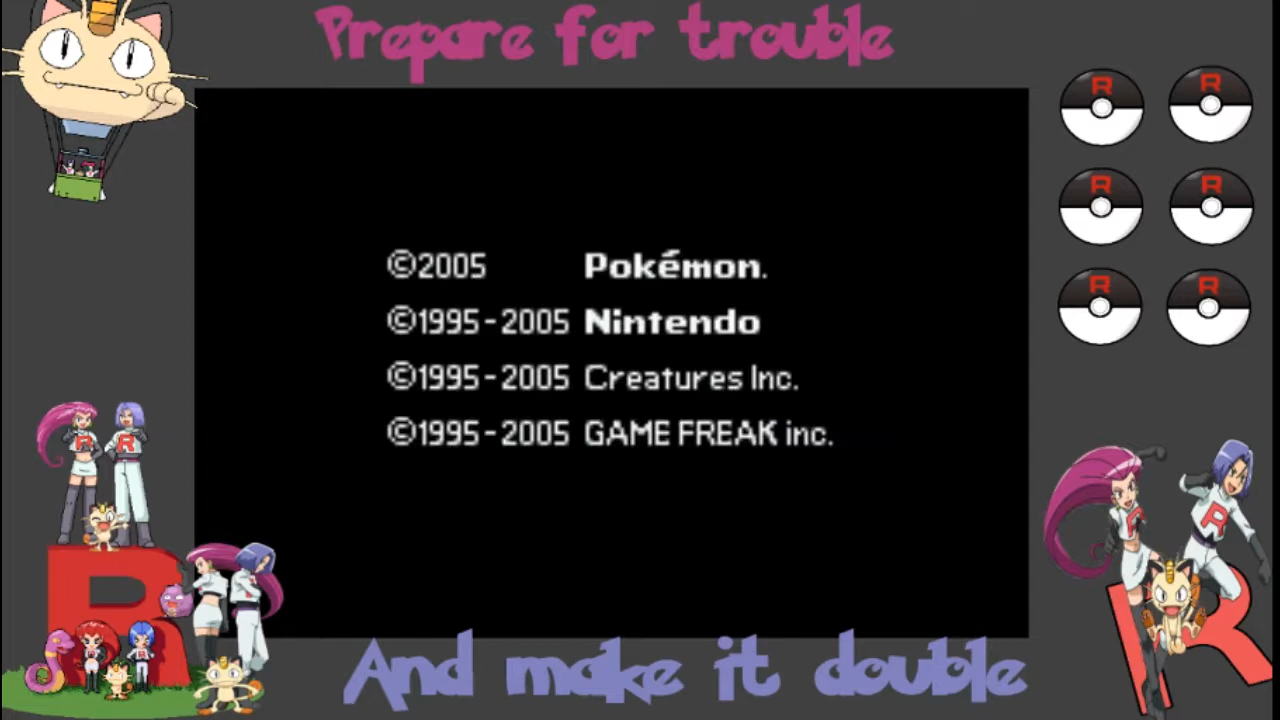 Prepare for trouble
R R
©2005 Pokémon.
R R
©1995-2005 Nintendo
R R
©1995-2005 Creatures Inc.
©1995-2005 GAME FREAK inc.
R R
R R
R R
And make it double